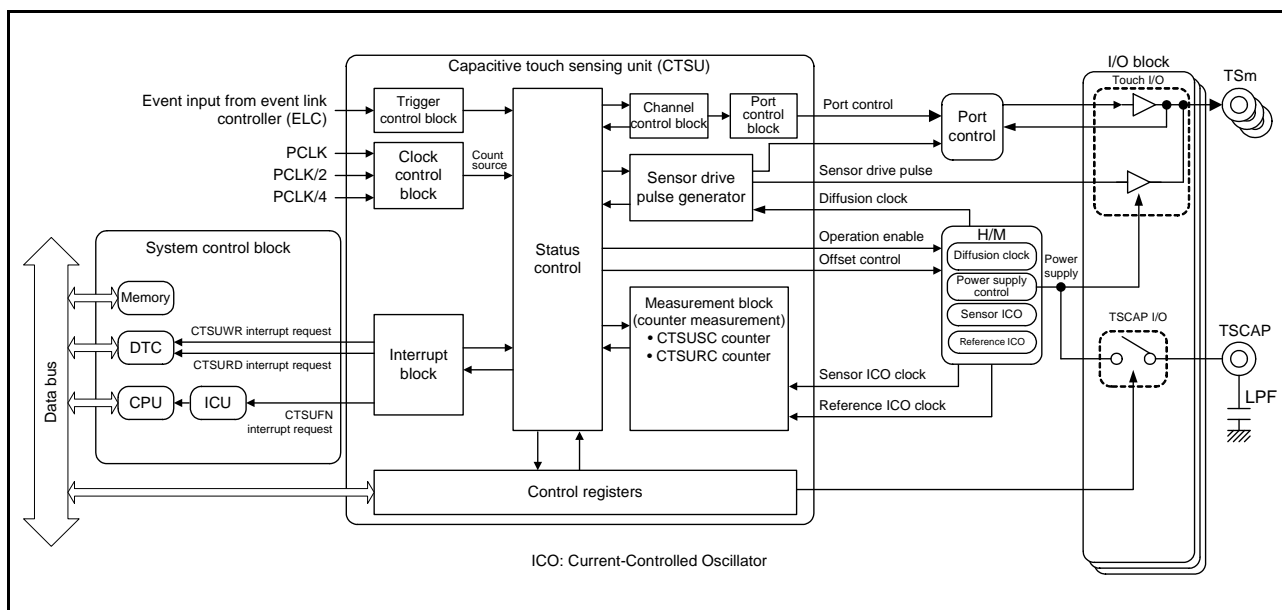 Capacitive touch sensing unit (CTSU)
I/O block
Touch I/O
TSm
Event input from event link
controller (ELC)
Trigger
control block
Channel
control block
Port
control
block
Port control
Port
control
PCLK
PCLK/2
PCLK/4
Clock
control
block
Count
source
Sensor drive
pulse generator
Sensor drive pulse
Diffusion clock
System control block
Status
control
Operation enable
Offset control
H/M
Diffusion clock
Power supply
control
Sensor ICO
Reference ICO
Power
supply
Memory
DTC
CPU
ICU
CTSUWR interrupt request
CTSURD interrupt request
CTSUFN
interrupt request
Interrupt
block
Measurement block
(counter measurement)
• CTSUSC counter
• CTSURC counter
Sensor ICO clock
Reference ICO clock
TSCAP I/O
TSCAP
LPF
Data bus
Control registers
ICO: Current-Controlled Oscillator